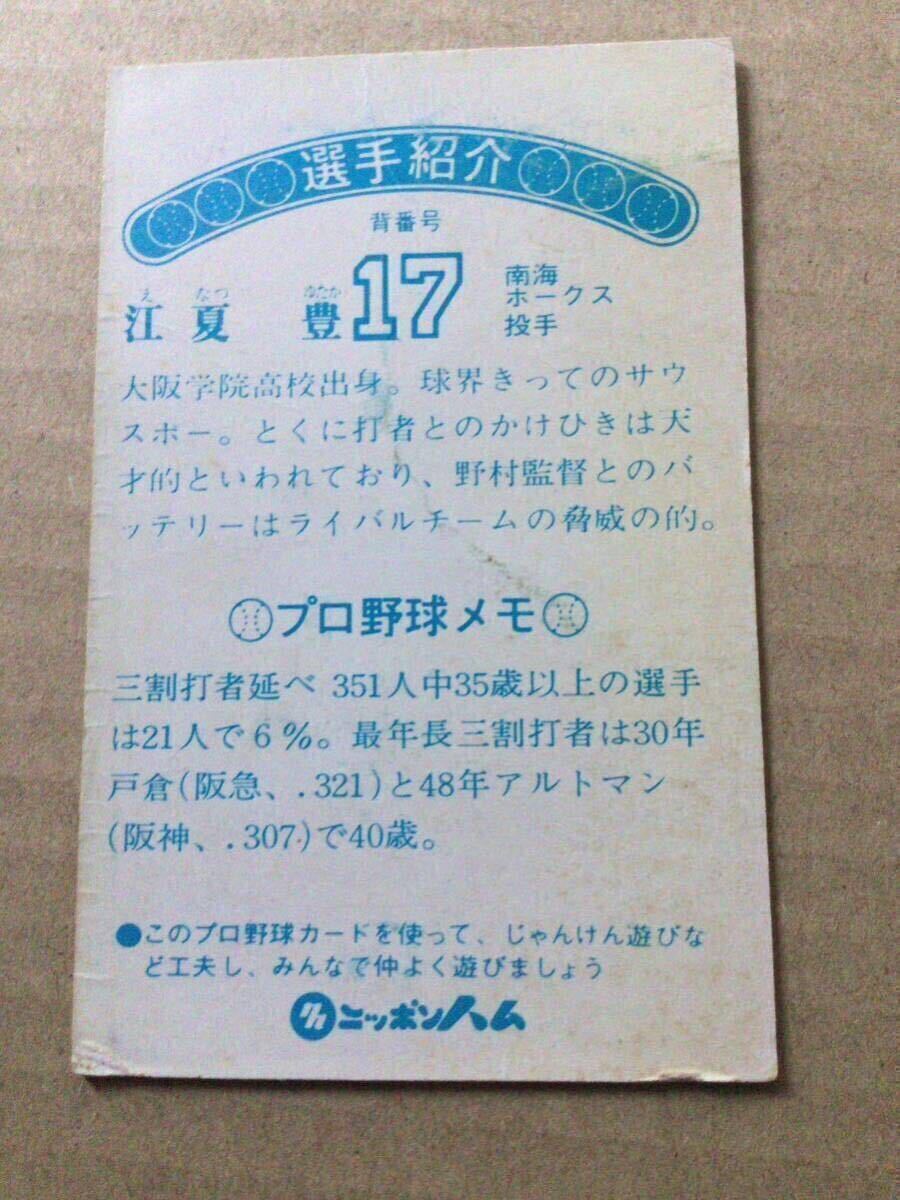 選手紹介
背番号
え なつ ゆたか
江夏 豊 17
南海
ホークス
投手
大阪学院高校出身。球界きってのサウ
スポー。とくに打者とのかけひきは天
才的といわれており、野村監督とのバ
ッテリーはライバルチームの脅威の的。
プロ野球メモ
三割打者延べ 351人中35歳以上の選手
は21人で6%。最年長三割打者は30年
戸倉(阪急、.321)と48年アルトマン
(阪神、.307)で40歳。
●このプロ野球カードを使って、じゃんけん遊びな
ど工夫し、みんなで仲よく遊びましょう
ニッポンハム